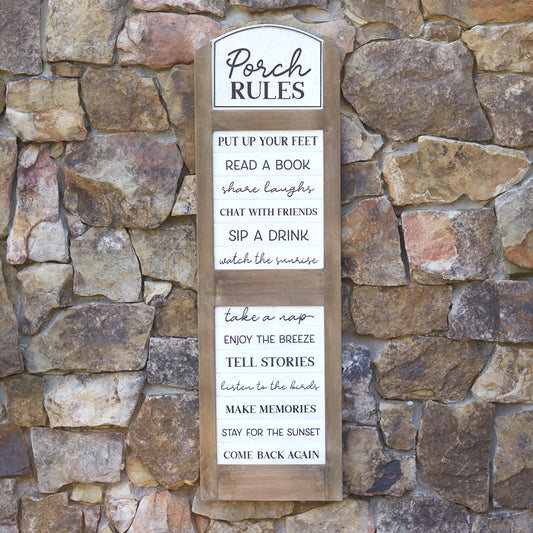 Porch
RULES
PUT UP YOUR FEET
READ A BOOK
share laughs
CHAT WITH FRIENDS
SIP A DRINK
watch the sunrise
take a nap
ENJOY THE BREEZE
TELL STORIES
listen to the birds
MAKE MEMORIES
STAY FOR THE SUNSET
COME BACK AGAIN